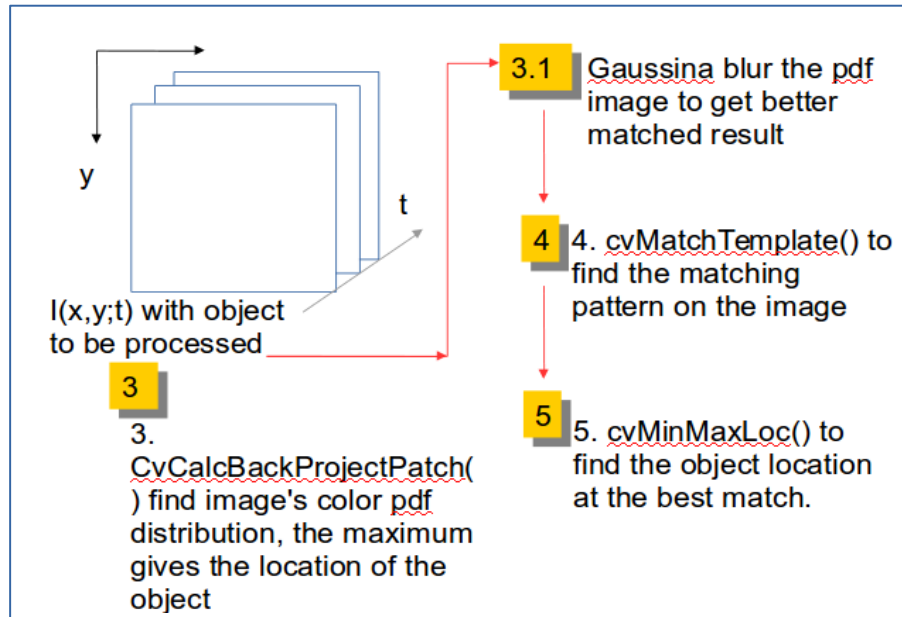 y
t
I(x,y;t) with object
to be processed
3
3.
CvCalcBackProjectPatch(
) find image's color pdf
distribution, the maximum
gives the location of the
object
3.1
Gaussina blur the pdf
image to get better
matched result
4
4. cvMatchTemplate() to
find the matching
pattern on the image
5
5. cvMinMaxLoc() to
find the object location
at the best match.